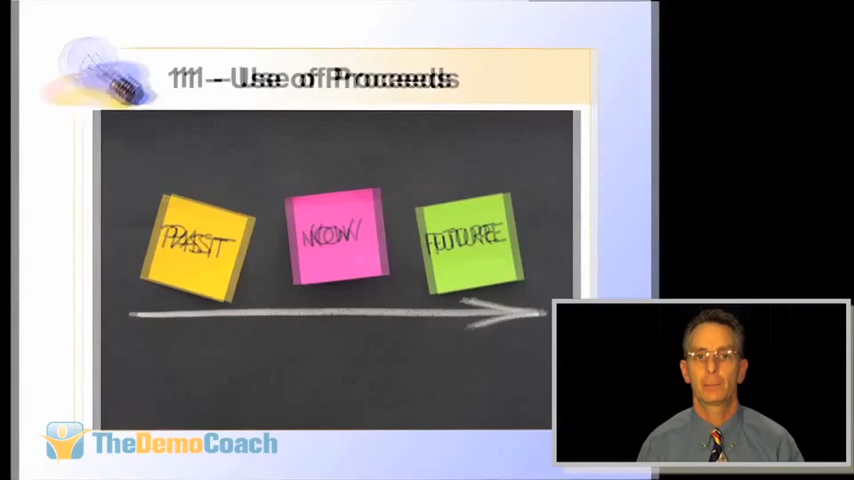 11 - Use of Proceeds
PAST
NOW
FUTURE
TheDemoCoach